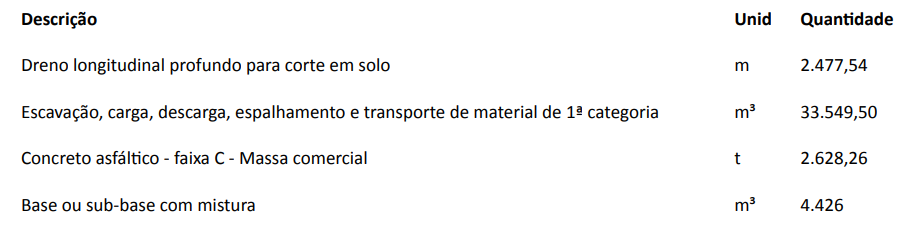 Descrição Unid Quantidade
Dreno longitudinal profundo para corte em solo m 2.477,54
Escavação, carga, descarga, espalhamento e transporte de material de 1ª categoria m³ 33.549,50
Concreto asfáltico - faixa C - Massa comercial t 2.628,26
Base ou sub-base com mistura m³ 4.426